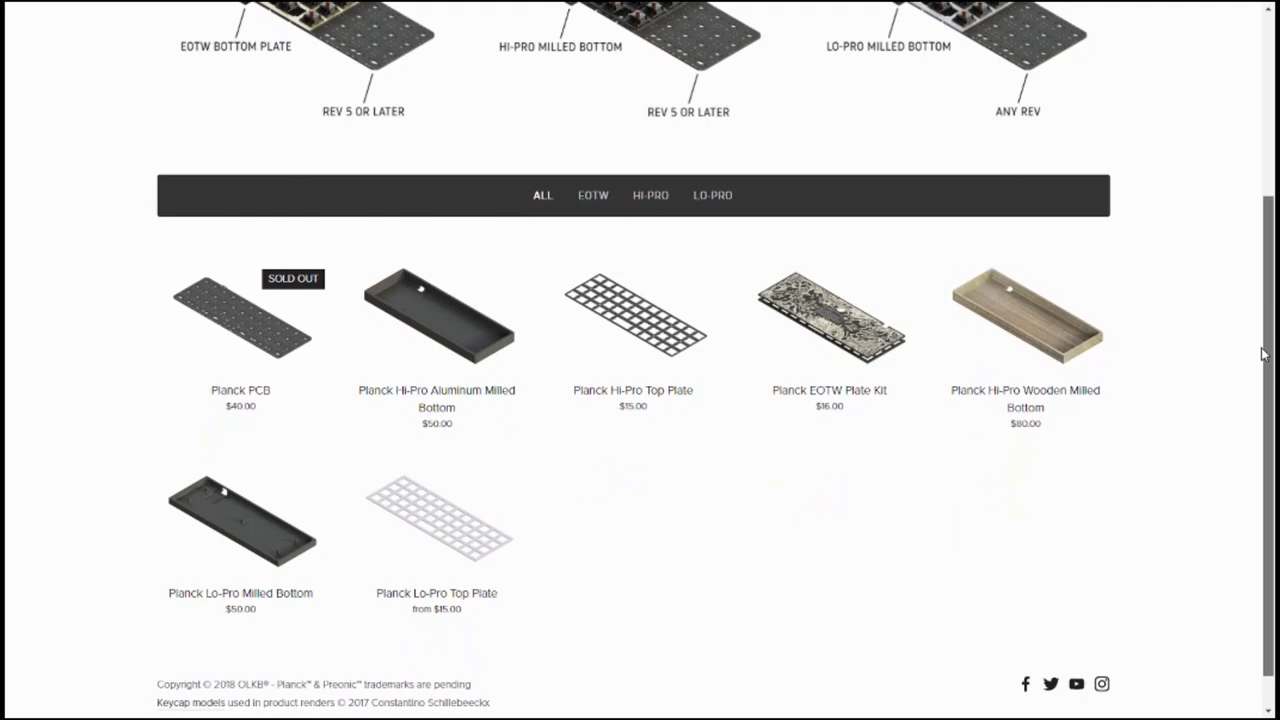 EOTW BOTTOM PLATE
HI-PRO MILLED BOTTOM
LO-PRO MILLED BOTTOM
REV 5 OR LATER
REV 5 OR LATER
ANY REV
ALL EOTW HI-PRO LO-PRO
SOLD OUT
Planck PCB
$40.00
Planck Hi-Pro Aluminum Milled
Bottom
$50.00
Planck Hi-Pro Top Plate
$15.00
Planck EOTW Plate Kit
$16.00
Planck Hi-Pro Wooden Milled
Bottom
$80.00
Planck Lo-Pro Milled Bottom
$50.00
Planck Lo-Pro Top Plate
from $15.00
Copyright © 2018 OLKB® - Planck™ & Preonic™ trademarks are pending
Keycap models used in product renders © 2017 Constantino Schillebeeckx